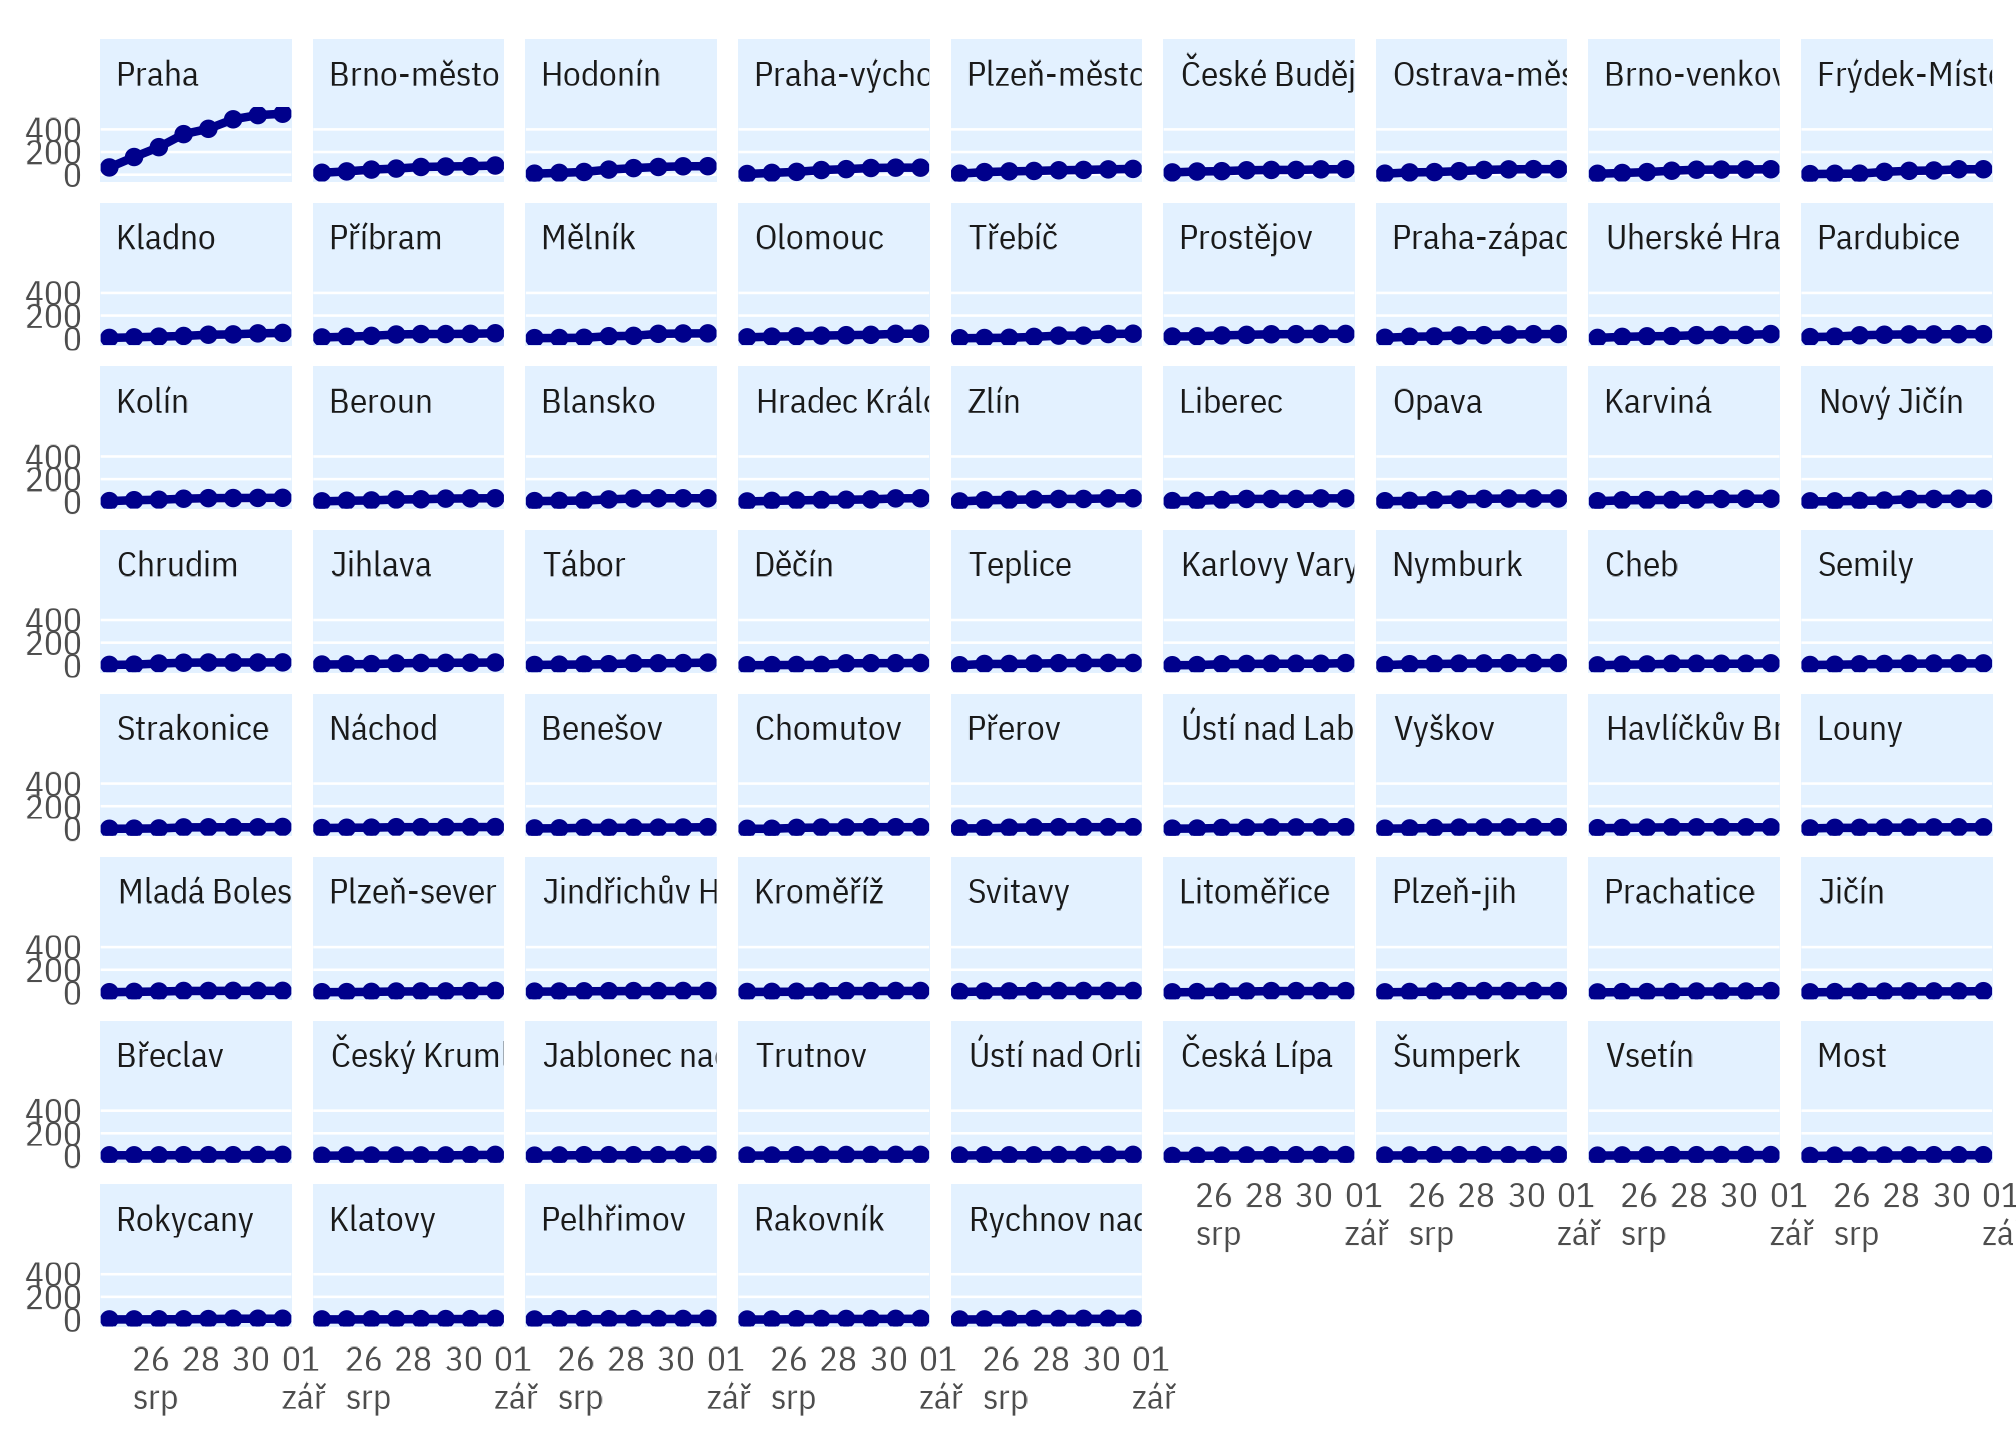 Praha Brno-město Hodonín Praha-výcho Plzeň-město České Buděj Ostrava-měs Brno-venkov Frýdek-Míste
400
200
0
Kladno Příbram Mělník Olomouc Třebíč Prostějov Praha-západ Uherské Hra Pardubice
400
200
0
Kolín Beroun Blansko Hradec Králo Zlín Liberec Opava Karviná Nový Jičín
400
200
0
Chrudim Jihlava Tábor Děčín Teplice Karlovy Vary Nymburk Cheb Semily
400
200
0
Strakonice Náchod Benešov Chomutov Přerov Ústí nad Lab Vyškov Havlíčkův Br Louny
400
200
0
Mladá Boles Plzeň-sever Jindřichův H Kroměříž Svitavy Litoměřice Plzeň-jih Prachatice Jičín
400
200
0
Břeclav Český Kruml Jablonec nad Trutnov Ústí nad Orli Česká Lípa Šumperk Vsetín Most
400
200
0
26 28 30 01 26 28 30 01 26 28 30 01 26 28 30 01
srp zář srp zář srp zář srp zá
Rokycany Klatovy Pelhřimov Rakovník Rychnov nad
400
200
0
26 28 30 01 26 28 30 01 26 28 30 01 26 28 30 01 26 28 30 01
srp zář srp zář srp zář srp zář srp zář